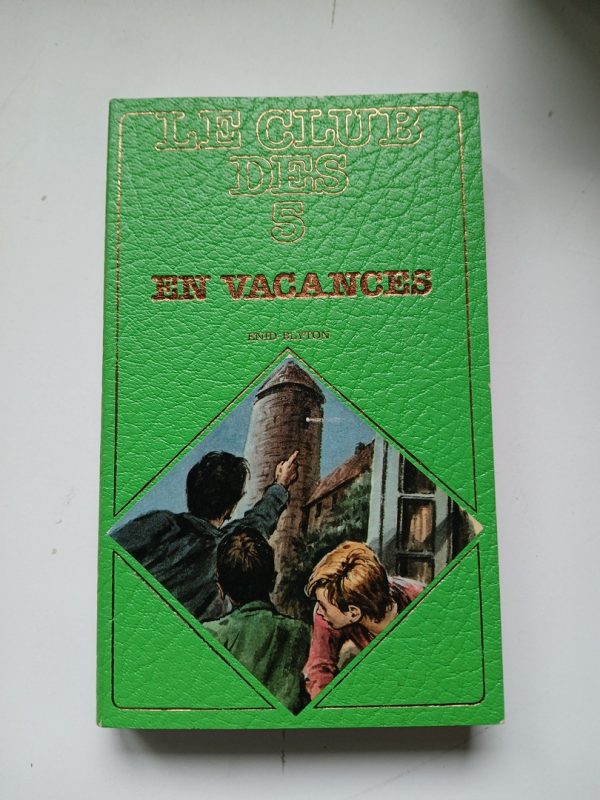 LE CLUB
DES
5
EN VACANCES
ENID BLYTON